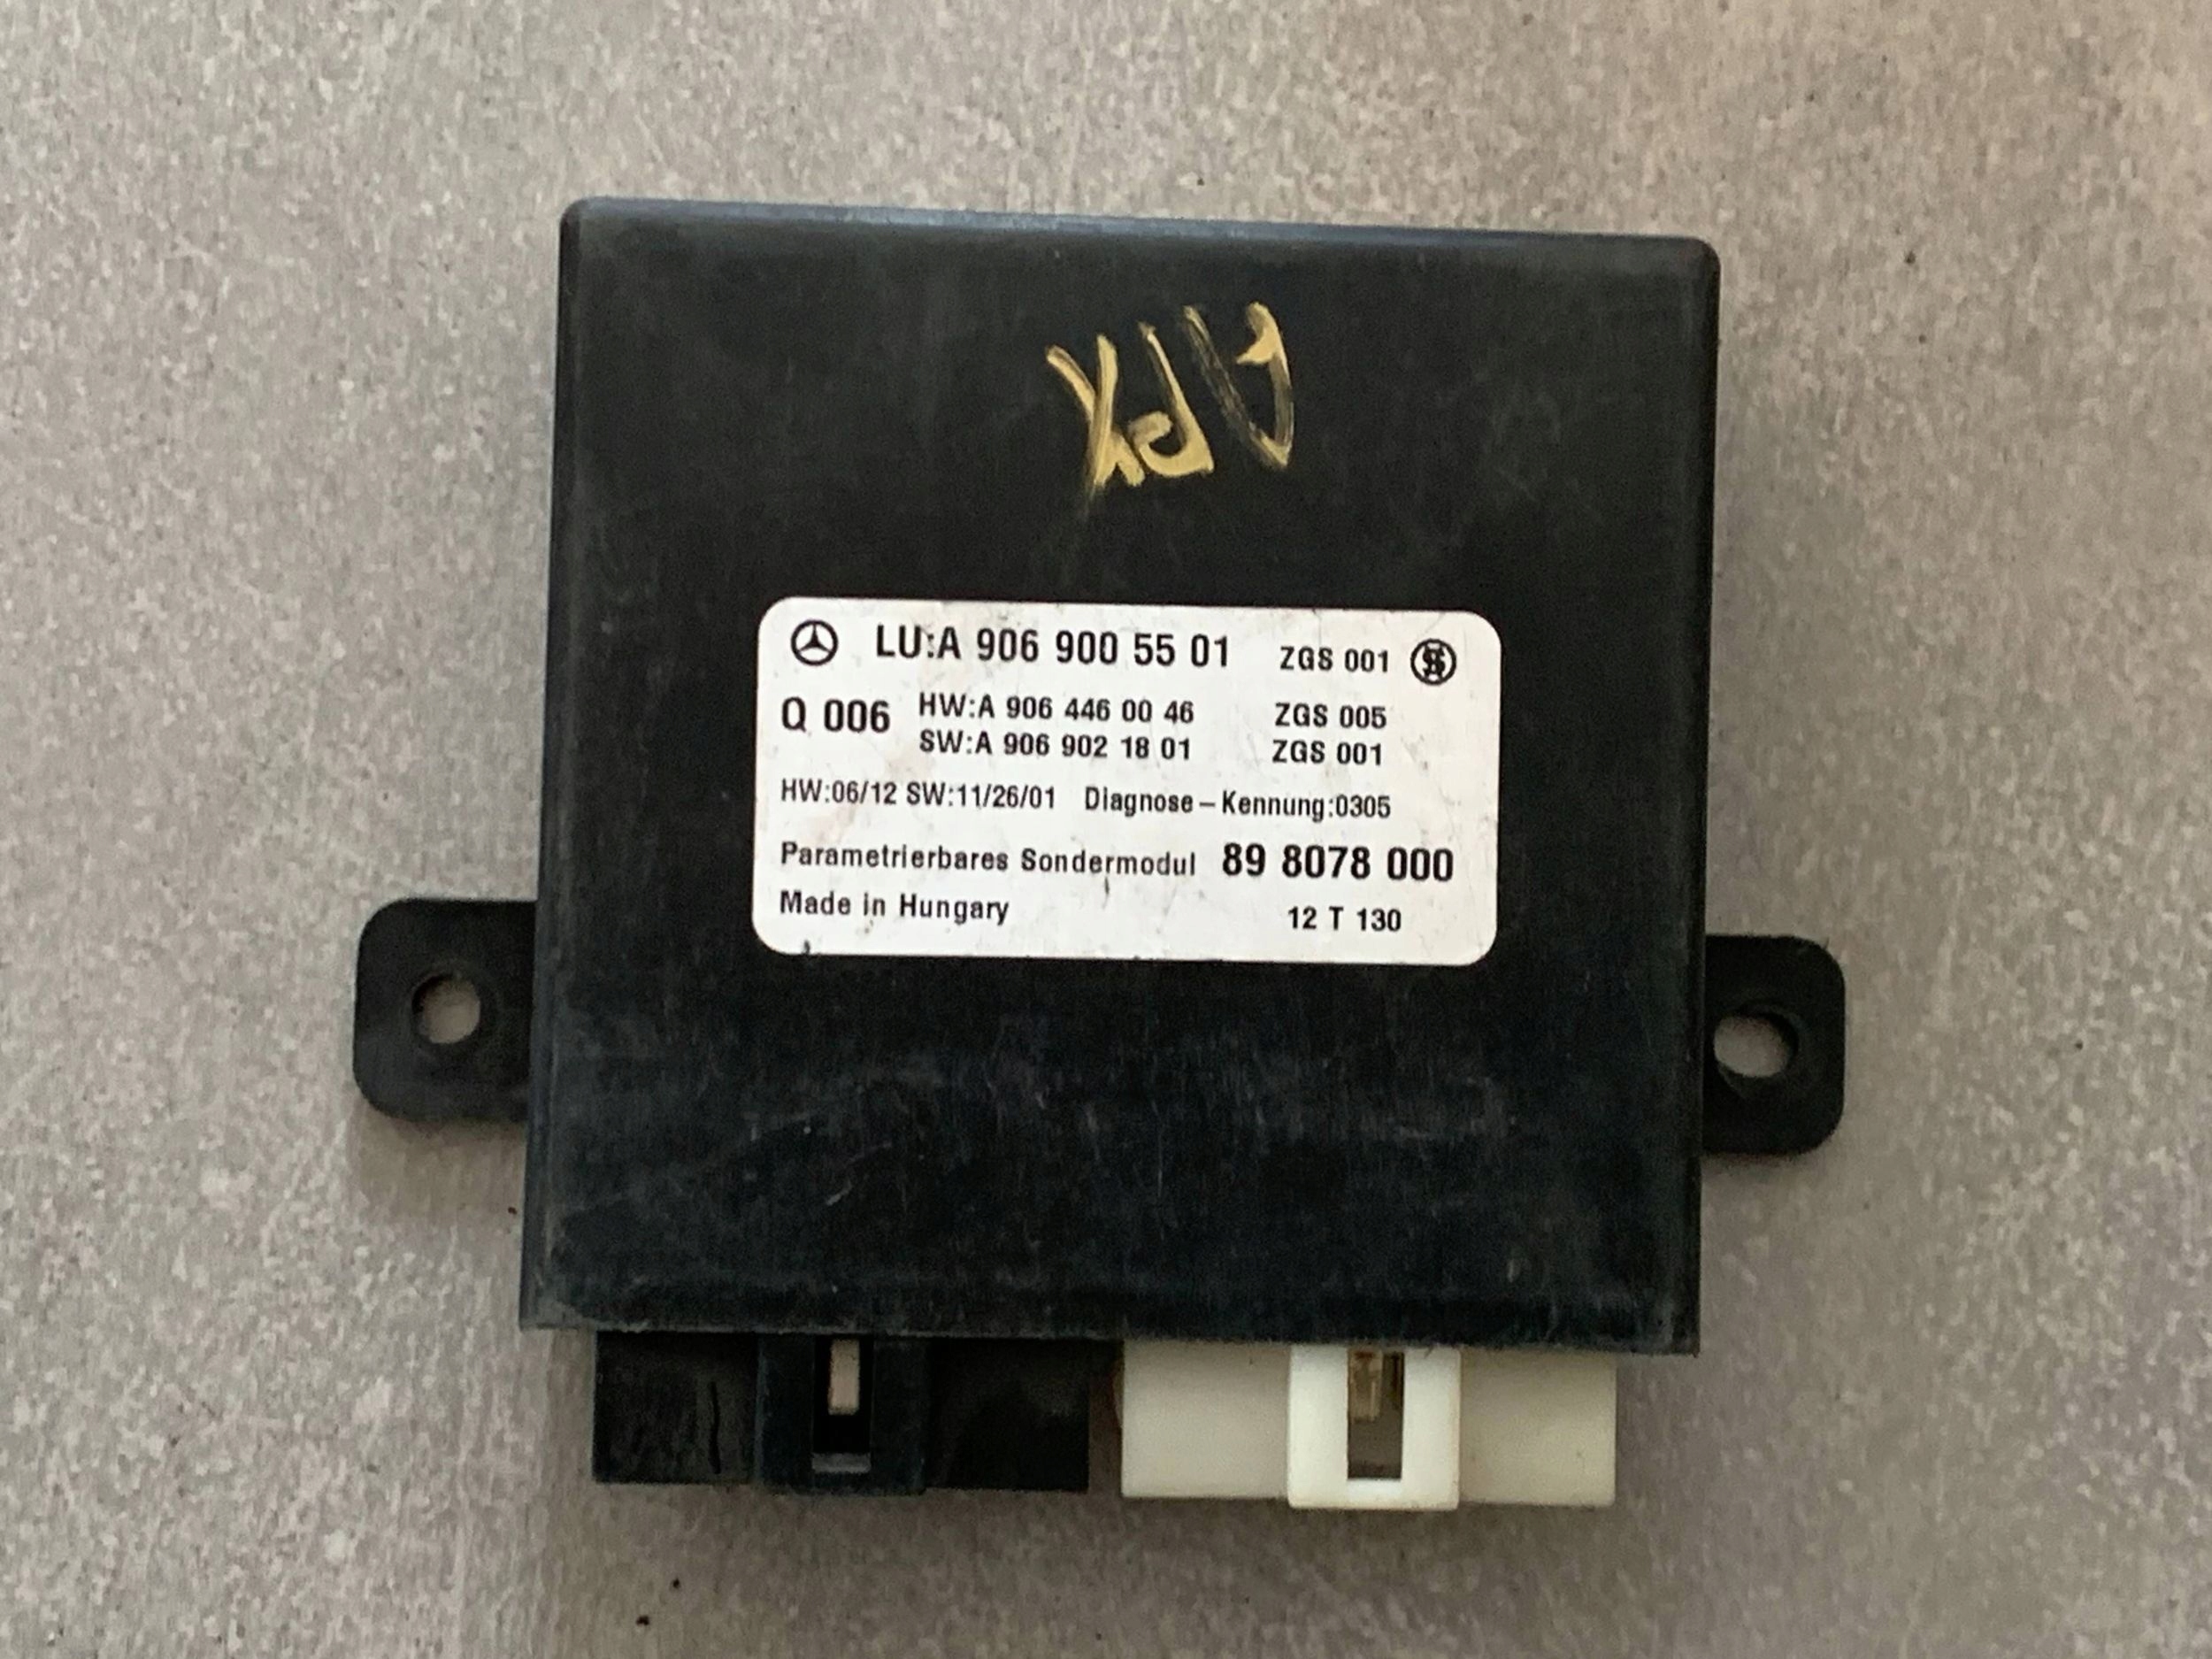 LU:A 906 900 55 01 ZGS 001
Q 006 HW:A 906 446 00 46 ZGS 005
SW:A 906 902 18 01 ZGS 001
HW:06/12 SW:11/26/01 Diagnose – Kennung:0305
Parametrierbares Sondermodul 89 8078 000
Made in Hungary 12 T 130